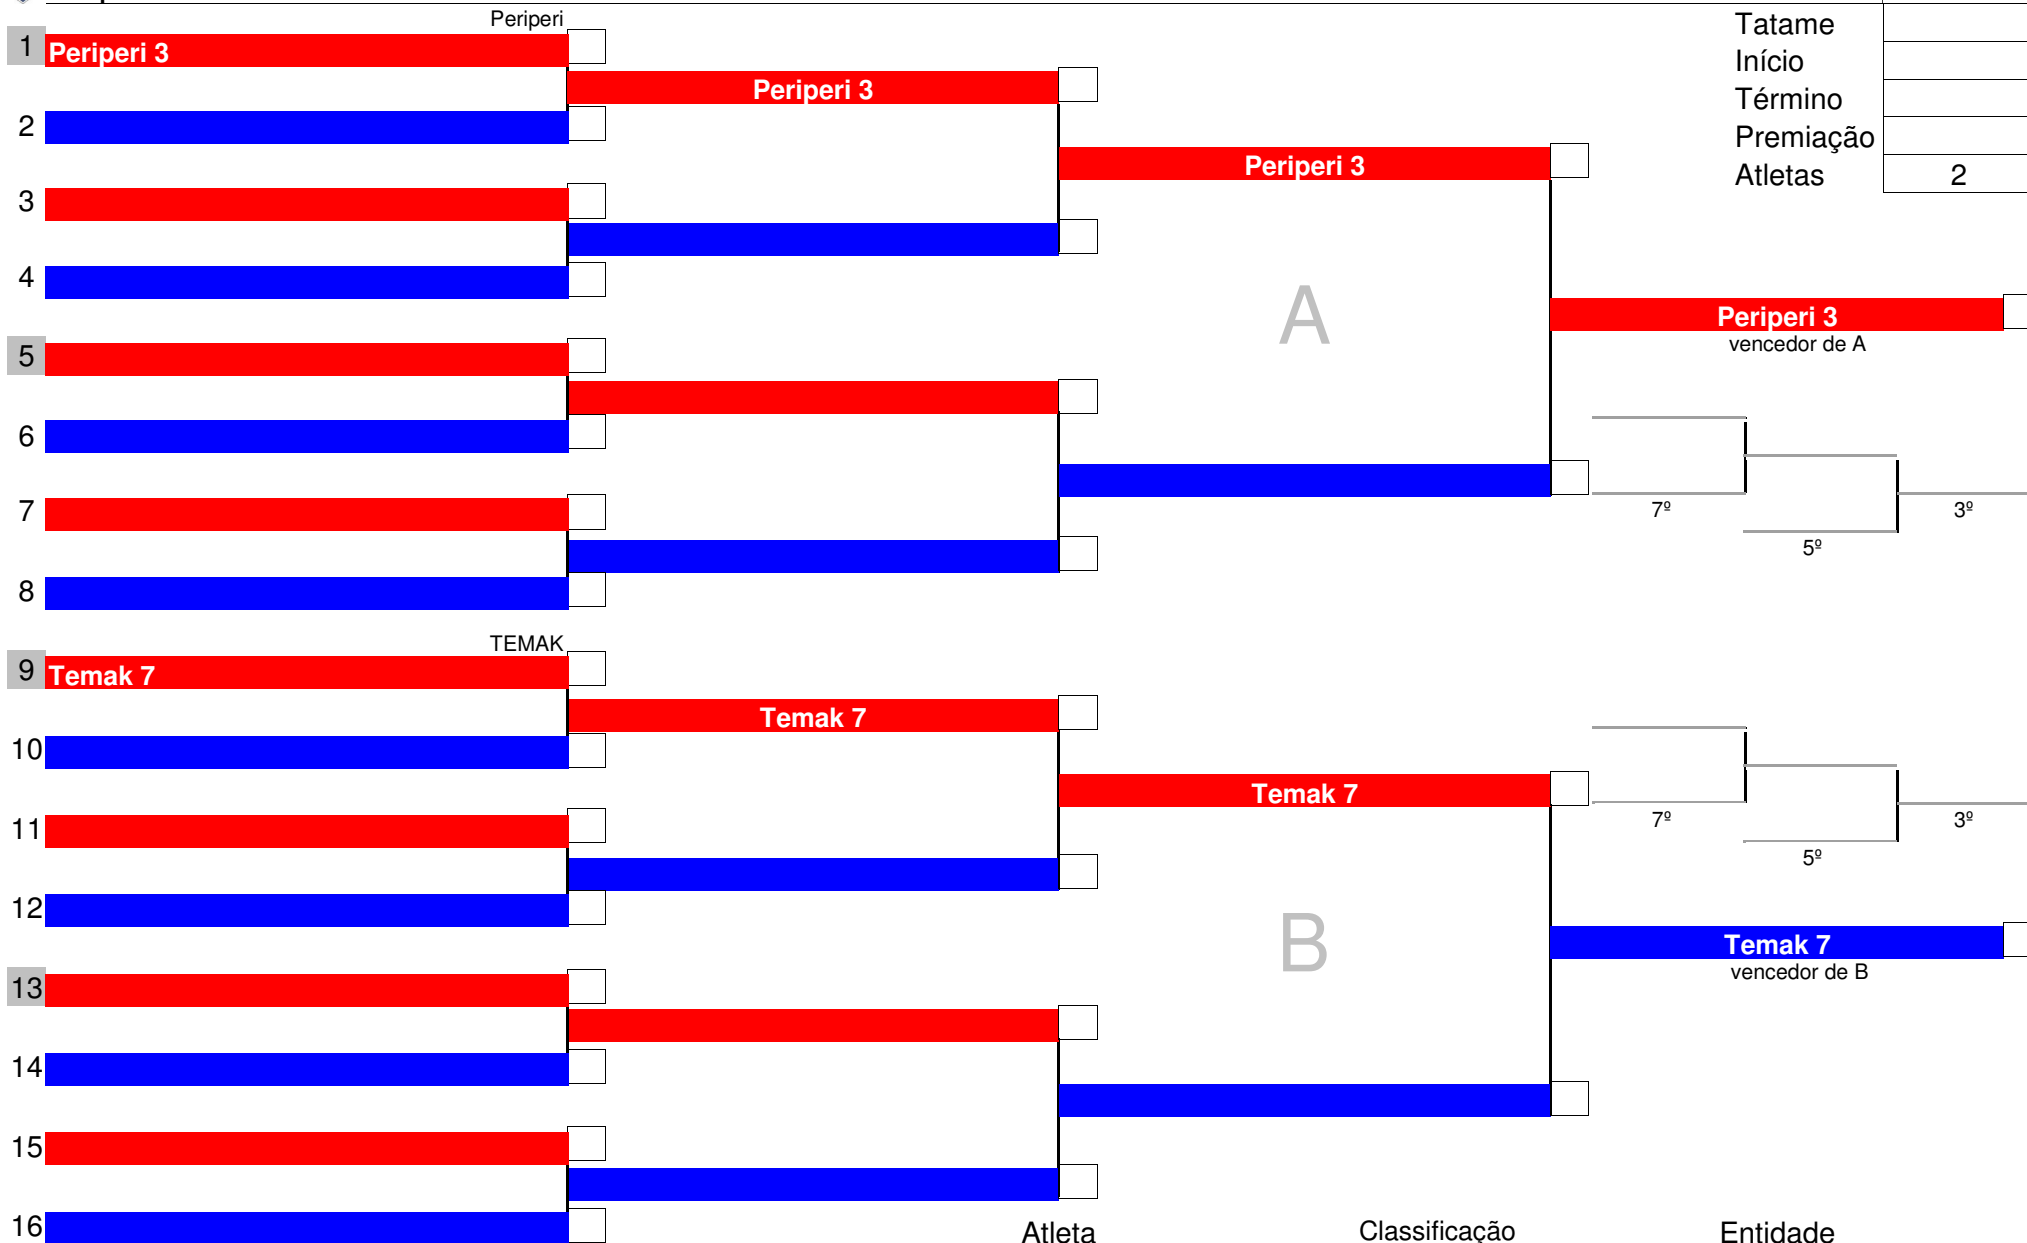 Periperi
1 Periperi 3
Periperi 3
2
Periperi 3
3
4
A
Periperi 3
vencedor de A
5
6
7
8
7º
5º
3º
TEMAK
9 Temak 7
Temak 7
10
Temak 7
11
12
B
Temak 7
vencedor de B
13
14
15
16
7º
5º
3º
Tatame
Início
Término
Premiação
Atletas 2
Atleta Classificação Entidade